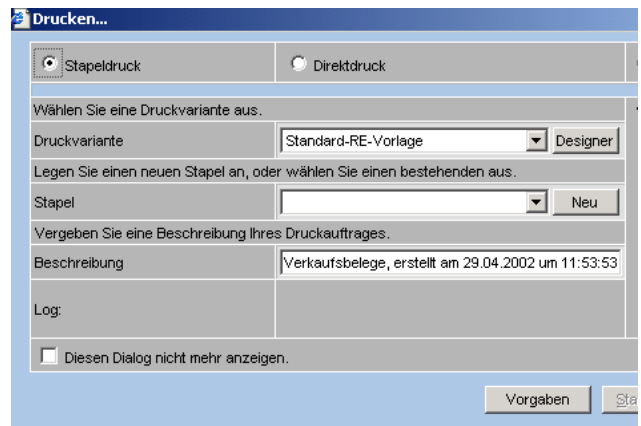 Drucken...
Stapeldruck Direktdruck
Wählen Sie eine Druckvariante aus.
Druckvariante Standard-RE-Vorlage Designer
Legen Sie einen neuen Stapel an, oder wählen Sie einen bestehenden aus.
Stapel Neu
Vergeben Sie eine Beschreibung Ihres Druckauftrages.
Beschreibung Verkaufsbelege, erstellt am 29.04.2002 um 11:53:53
Log:
Diesen Dialog nicht mehr anzeigen.
Vorgaben